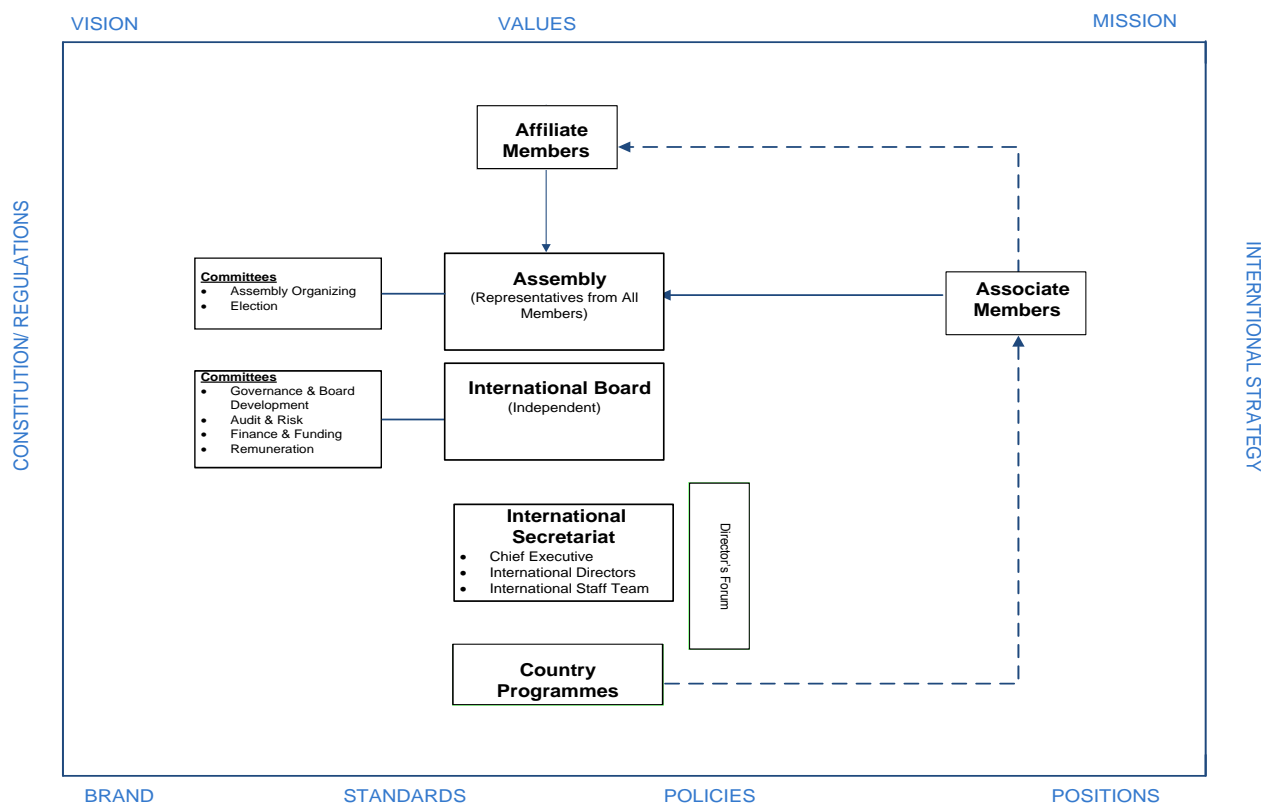 VISION
VALUES
MISSION
CONSTITUTION/ REGULATIONS
INTERNTIONAL STRATEGY
Affiliate
Members
Committees
• Assembly Organizing
• Election
Assembly
(Representatives from All
Members)
Associate
Members
Committees
• Governance & Board
Development
• Audit & Risk
• Finance & Funding
• Remuneration
International Board
(Independent)
International
Secretariat
• Chief Executive
• International Directors
• International Staff Team
Director's Forum
Country
Programmes
BRAND
STANDARDS
POLICIES
POSITIONS